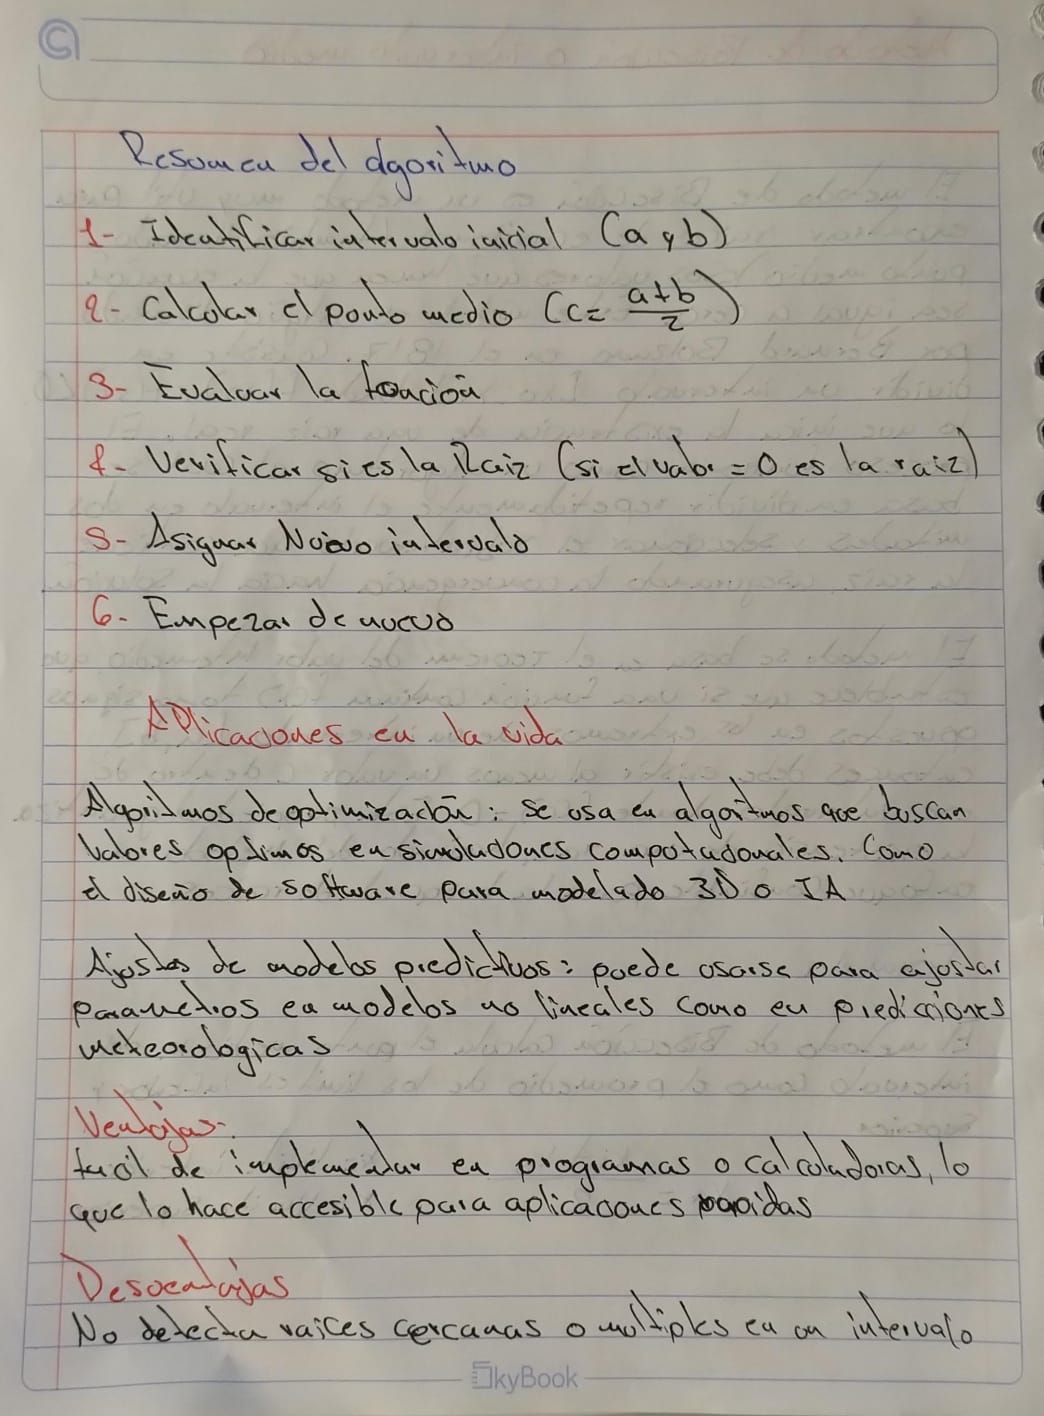 Resumen del algoritmo
1- Identificar intervalo inicial (a y b)
2- Calcular el punto medio (c= a+b/2)
3- Evaluar la función
4- Verificar si es la Raiz (si el valor = 0 es la raiz)
5- Asignar Nuevo intervalo
6- Empezar de nuevo
Aplicaciones en la vida
Algoritmos de optimización: se usa en algoritmos que buscan
Valores optimos en simulaciones computacionales. Como
el diseño de software para modelado 3D o IA
Ajustes de modelos predictivos: puede usarse para ajustar
parametros en modelos no lineales como en predicciones
meteorologicas
Ventajas
facil de implementar en programas o calculadoras, lo
que lo hace accesible para aplicaciones rapidas
Desventajas
No detecta raices cercanas o multiples en un intervalo
SkyBook